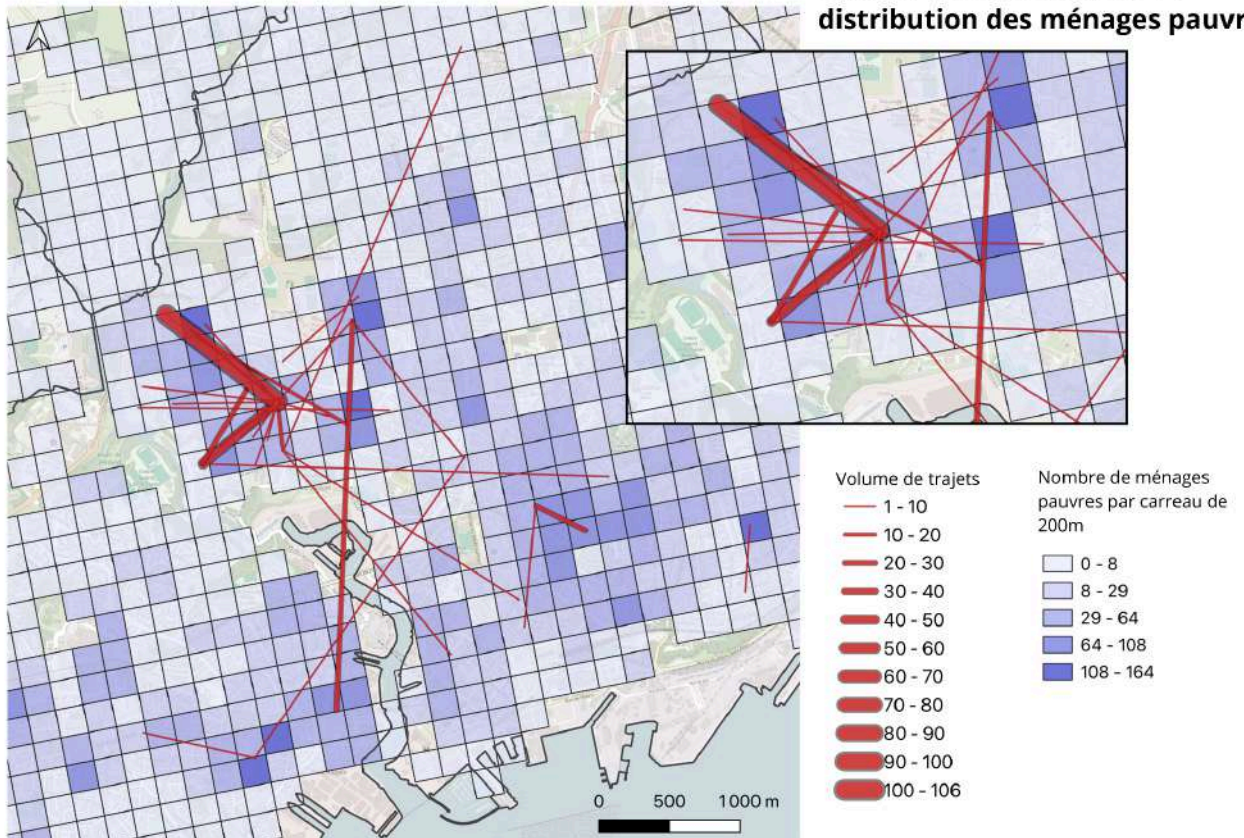 distribution des ménages pauvr
Volume de trajets
1 - 10
10 - 20
20 - 30
30 - 40
40 - 50
50 - 60
60 - 70
70 - 80
80 - 90
90 - 100
100 - 106
Nombre de ménages
pauvres par carreau de
200m
0 - 8
8 - 29
29 - 64
64 - 108
108 - 164
0 500 1000 m